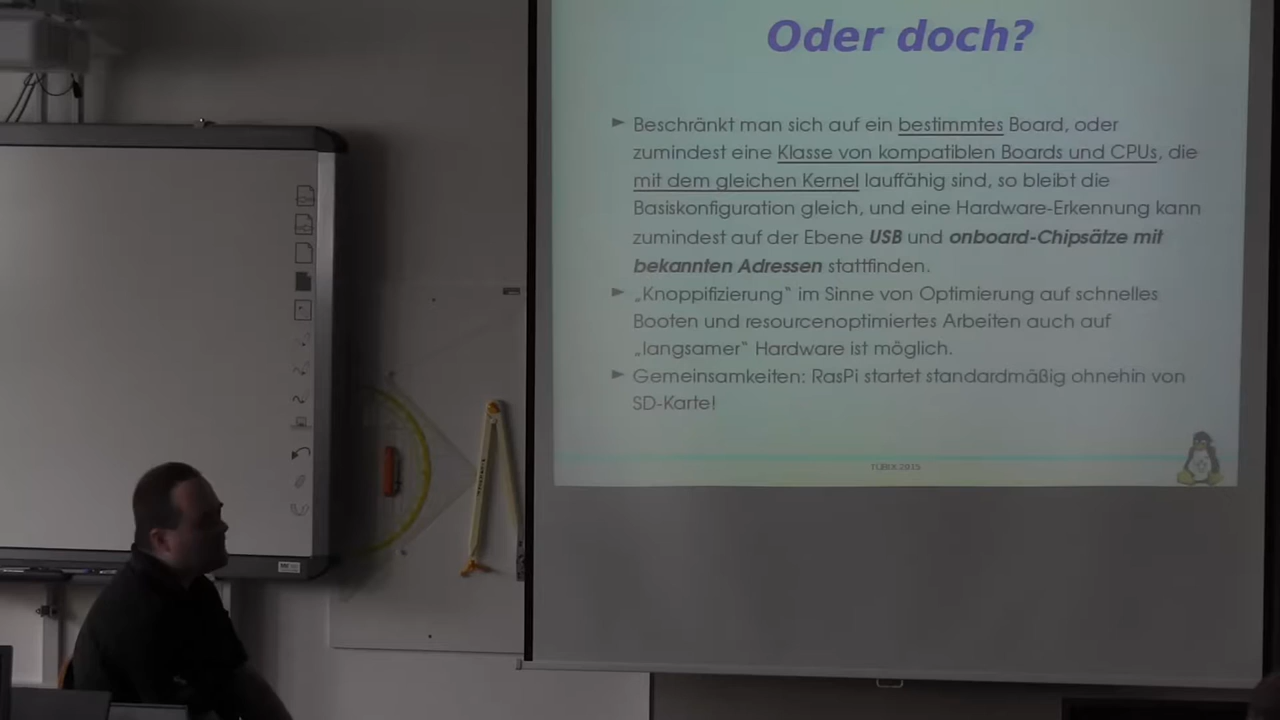 Oder doch?
► Beschränkt man sich auf ein bestimmtes Board, oder
zumindest eine Klasse von kompatiblen Boards und CPUs, die
mit dem gleichen Kernel lauffähig sind, so bleibt die
Basiskonfiguration gleich, und eine Hardware-Erkennung kann
zumindest auf der Ebene USB und onboard-Chipsätze mit
bekannten Adressen stattfinden.
► „Knoppifizierung“ im Sinne von Optimierung auf schnelles
Booten und resourcenoptimiertes Arbeiten auch auf
„langsamer“ Hardware ist möglich.
► Gemeinsamkeiten: RasPi startet standardmäßig ohnehin von
SD-Karte!